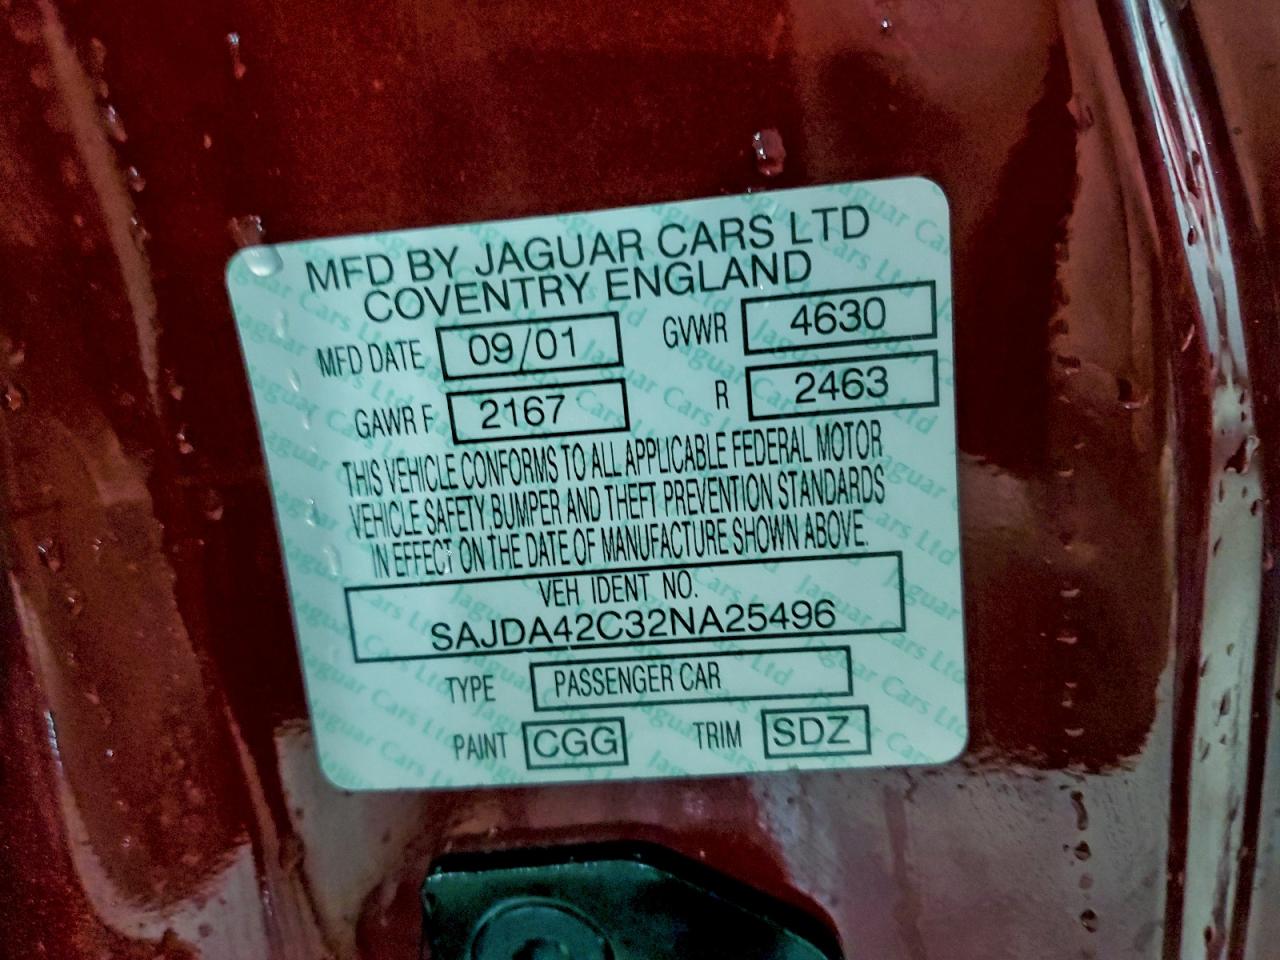 MFD BY JAGUAR CARS LTD
COVENTRY ENGLAND
MFD DATE 09/01 GVWR 4630
GAWR F 2167 R 2463
THIS VEHICLE CONFORMS TO ALL APPLICABLE FEDERAL MOTOR
VEHICLE SAFETY BUMPER AND THEFT PREVENTION STANDARDS
IN EFFECT ON THE DATE OF MANUFACTURE SHOWN ABOVE.
VEH IDENT NO.
SAJDA42C32NA25496
TYPE PASSENGER CAR
PAINT CGG TRIM SDZ